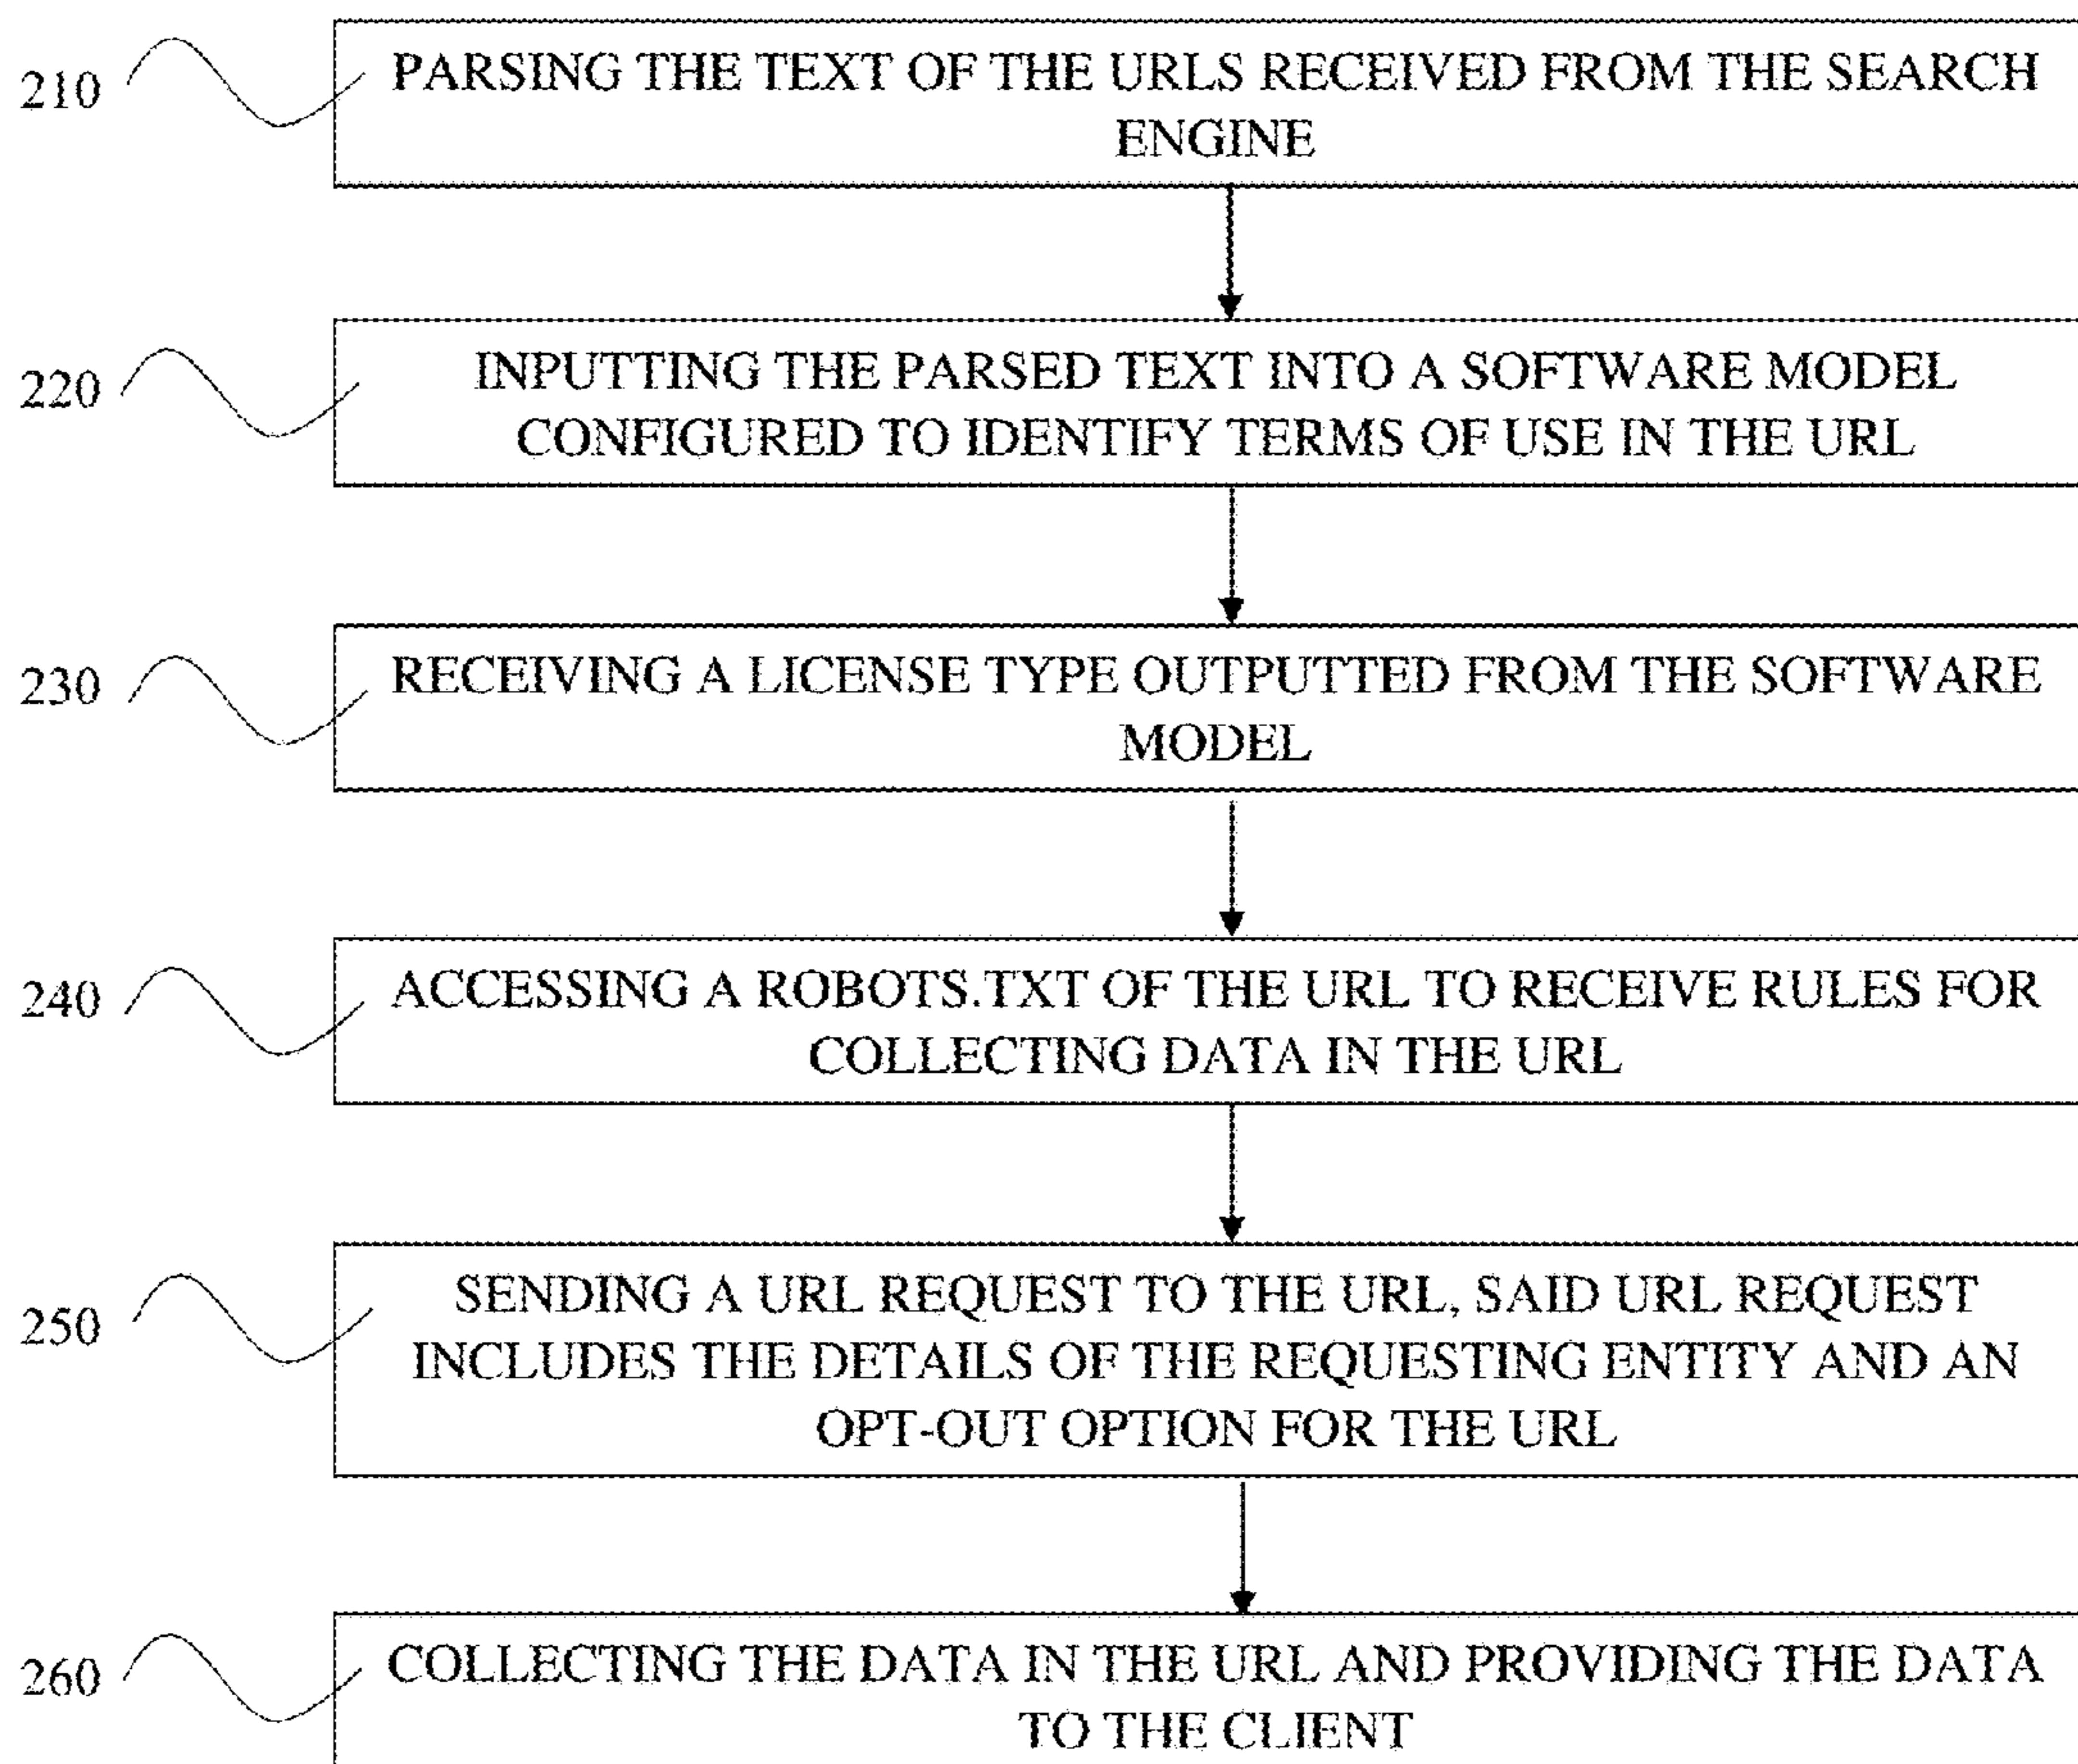 210
PARSING THE TEXT OF THE URLS RECEIVED FROM THE SEARCH
ENGINE
220
INPUTTING THE PARSED TEXT INTO A SOFTWARE MODEL
CONFIGURED TO IDENTIFY TERMS OF USE IN THE URL
230
RECEIVING A LICENSE TYPE OUTPUTTED FROM THE SOFTWARE
MODEL
240
ACCESSING A ROBOTS.TXT OF THE URL TO RECEIVE RULES FOR
COLLECTING DATA IN THE URL
250
SENDING A URL REQUEST TO THE URL, SAID URL REQUEST
INCLUDES THE DETAILS OF THE REQUESTING ENTITY AND AN
OPT-OUT OPTION FOR THE URL
260
COLLECTING THE DATA IN THE URL AND PROVIDING THE DATA
TO THE CLIENT